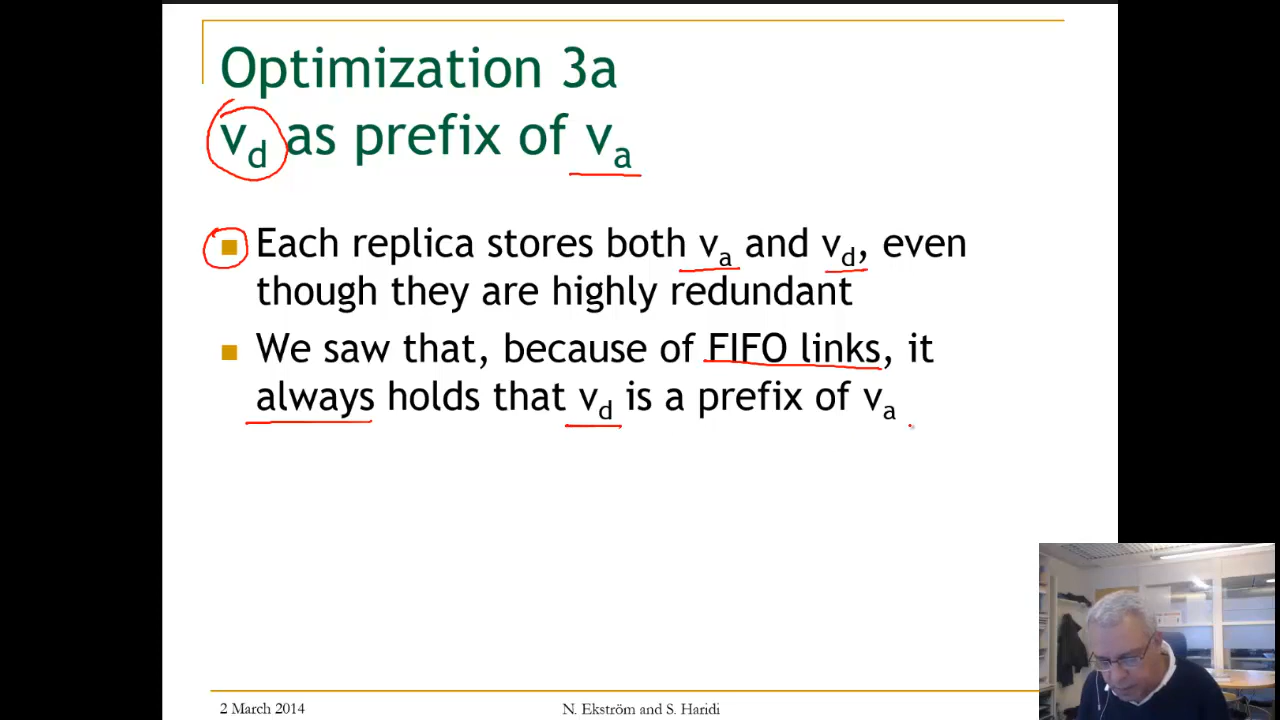 Optimization 3a
vd as prefix of va
Each replica stores both va and vd, even
though they are highly redundant
We saw that, because of FIFO links, it
always holds that vd is a prefix of va
2 March 2014
N. Ekström and S. Haridi